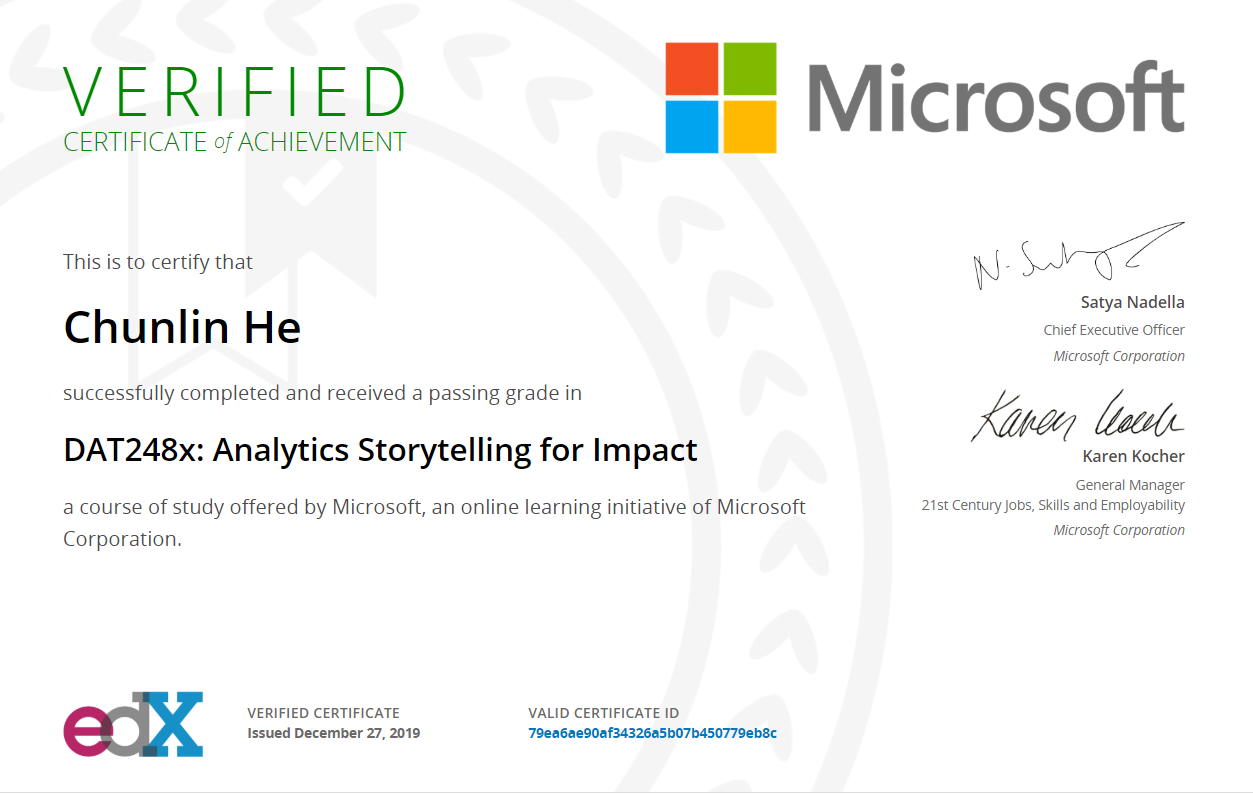 VERIFIED
CERTIFICATE of ACHIEVEMENT
Microsoft
This is to certify that
Chunlin He
successfully completed and received a passing grade in
DAT248x: Analytics Storytelling for Impact
a course of study offered by Microsoft, an online learning initiative of Microsoft
Corporation.
N. Satya
Satya Nadella
Chief Executive Officer
Microsoft Corporation
Karen Kocher
Karen Kocher
General Manager
21st Century Jobs, Skills and Employability
Microsoft Corporation
edX
VERIFIED CERTIFICATE
Issued December 27, 2019
VALID CERTIFICATE ID
79ea6ae90af34326a5b07b450779eb8c